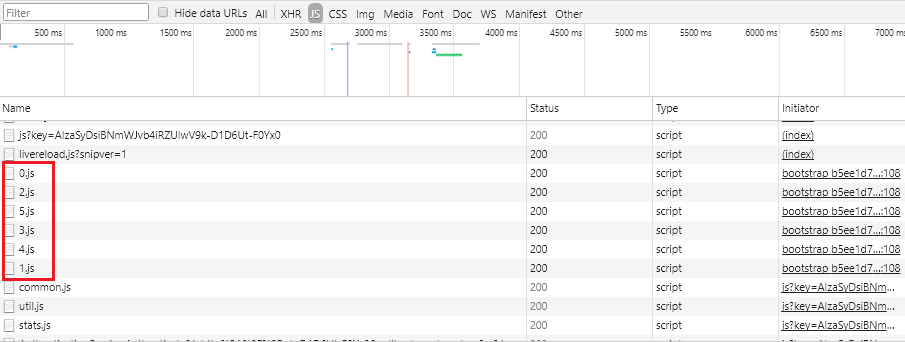 Filter Hide data URLs All XHR JS CSS Img Media Font Doc WS Manifest Other
500 ms 1000 ms 1500 ms 2000 ms 2500 ms 3000 ms 3500 ms 4000 ms 4500 ms 5000 ms 5500 ms 6000 ms 6500 ms 7000 ms
Name Status Type Initiator
js?key=AIzaSyDsiBNmWJvb4iRZUlwV9k-D1D6Ut-F0Yx0 200 script (index)
livereload.js?snipver=1 200 script (index)
0.js 200 script bootstrap b5ee1d7...:108
2.js 200 script bootstrap b5ee1d7...:108
5.js 200 script bootstrap b5ee1d7...:108
3.js 200 script bootstrap b5ee1d7...:108
4.js 200 script bootstrap b5ee1d7...:108
1.js 200 script bootstrap b5ee1d7...:108
common.js 200 script js?key=AIzaSyDsiBNm...
util.js 200 script js?key=AIzaSyDsiBNm...
stats.js 200 script js?key=AIzaSyDsiBNm...